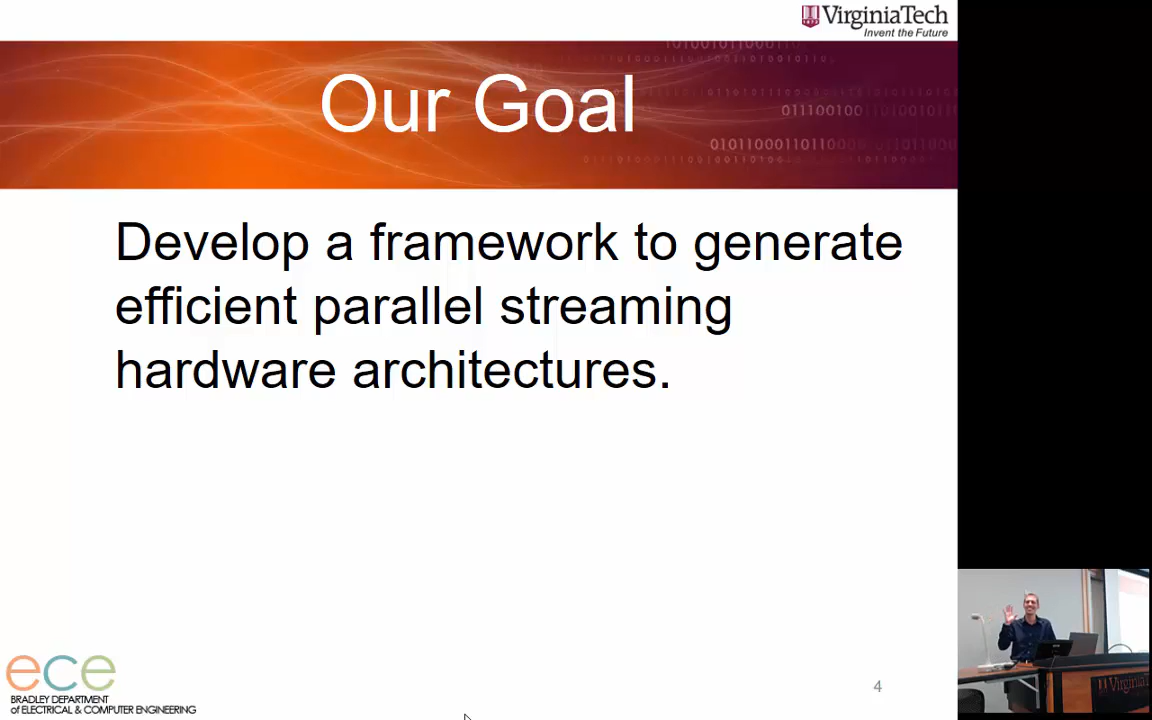 VirginiaTech
Invent the Future
Our Goal
Develop a framework to generate
efficient parallel streaming
hardware architectures.
ece
BRADLEY DEPARTMENT
of ELECTRICAL & COMPUTER ENGINEERING
4